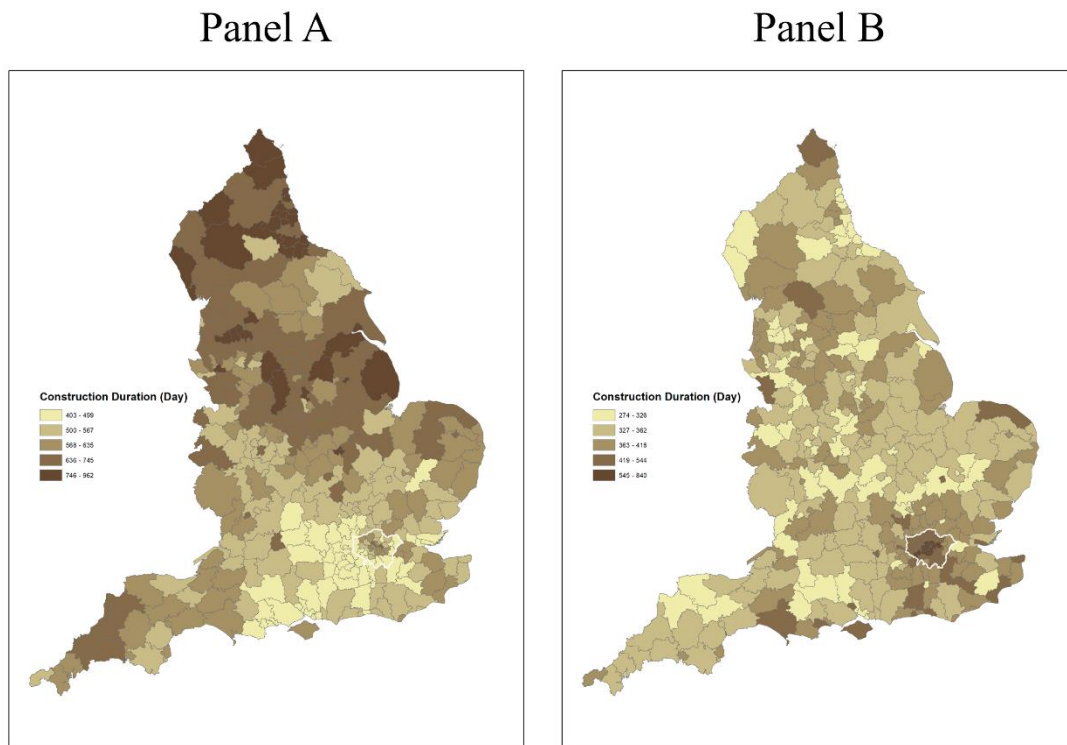 Panel A
Panel B
Construction Duration (Day)
403 - 499
500 - 567
568 - 635
636 - 745
746 - 962
Construction Duration (Day)
274 - 326
327 - 362
363 - 418
419 - 544
545 - 840